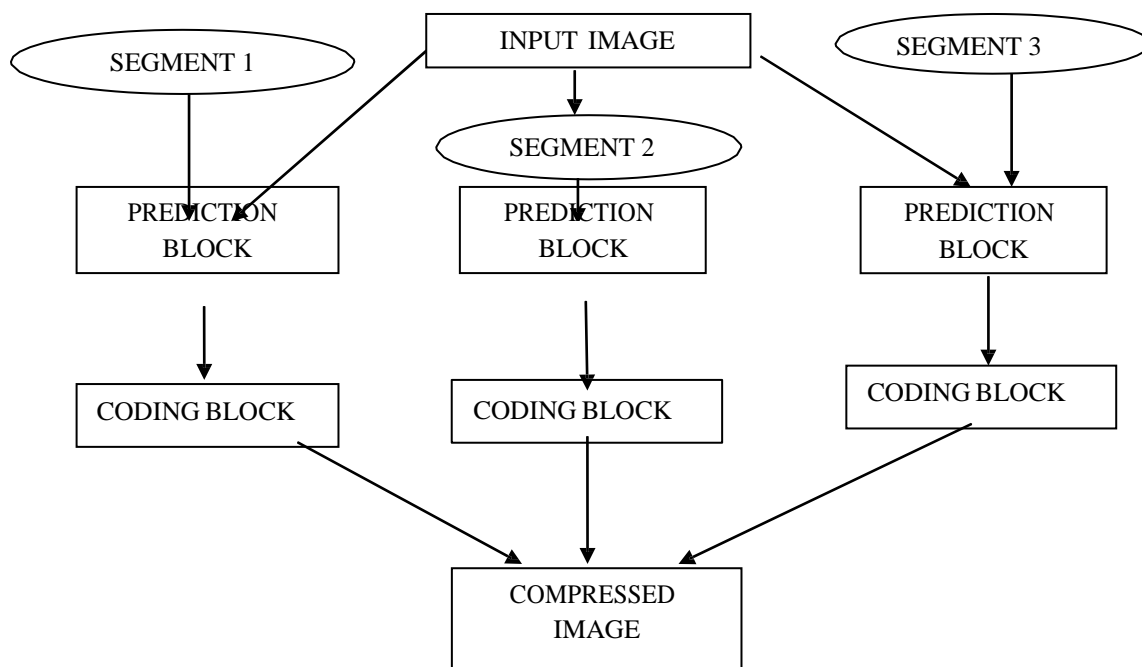 SEGMENT 1
INPUT IMAGE
SEGMENT 3
SEGMENT 2
PREDICTION
BLOCK
PREDICTION
BLOCK
PREDICTION
BLOCK
CODING BLOCK
CODING BLOCK
CODING BLOCK
COMPRESSED
IMAGE